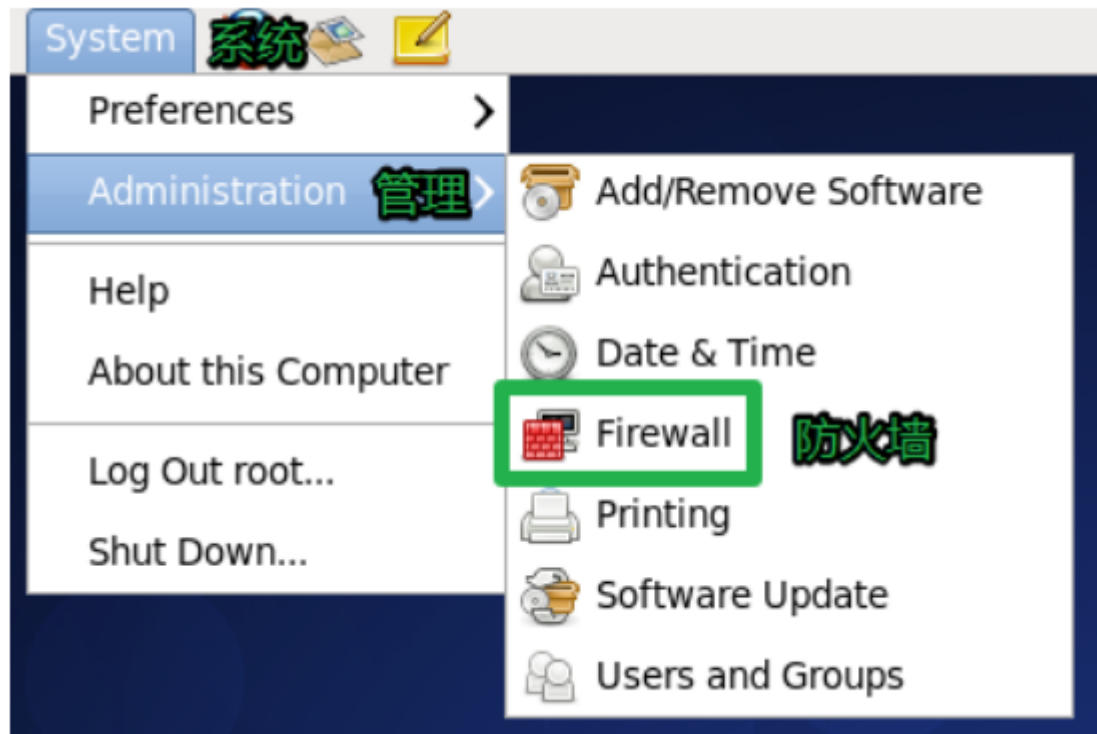 System 系统
Preferences
Administration 管理
Add/Remove Software
Authentication
Date & Time
Firewall 防火墙
Printing
Software Update
Users and Groups
Help
About this Computer
Log Out root...
Shut Down...